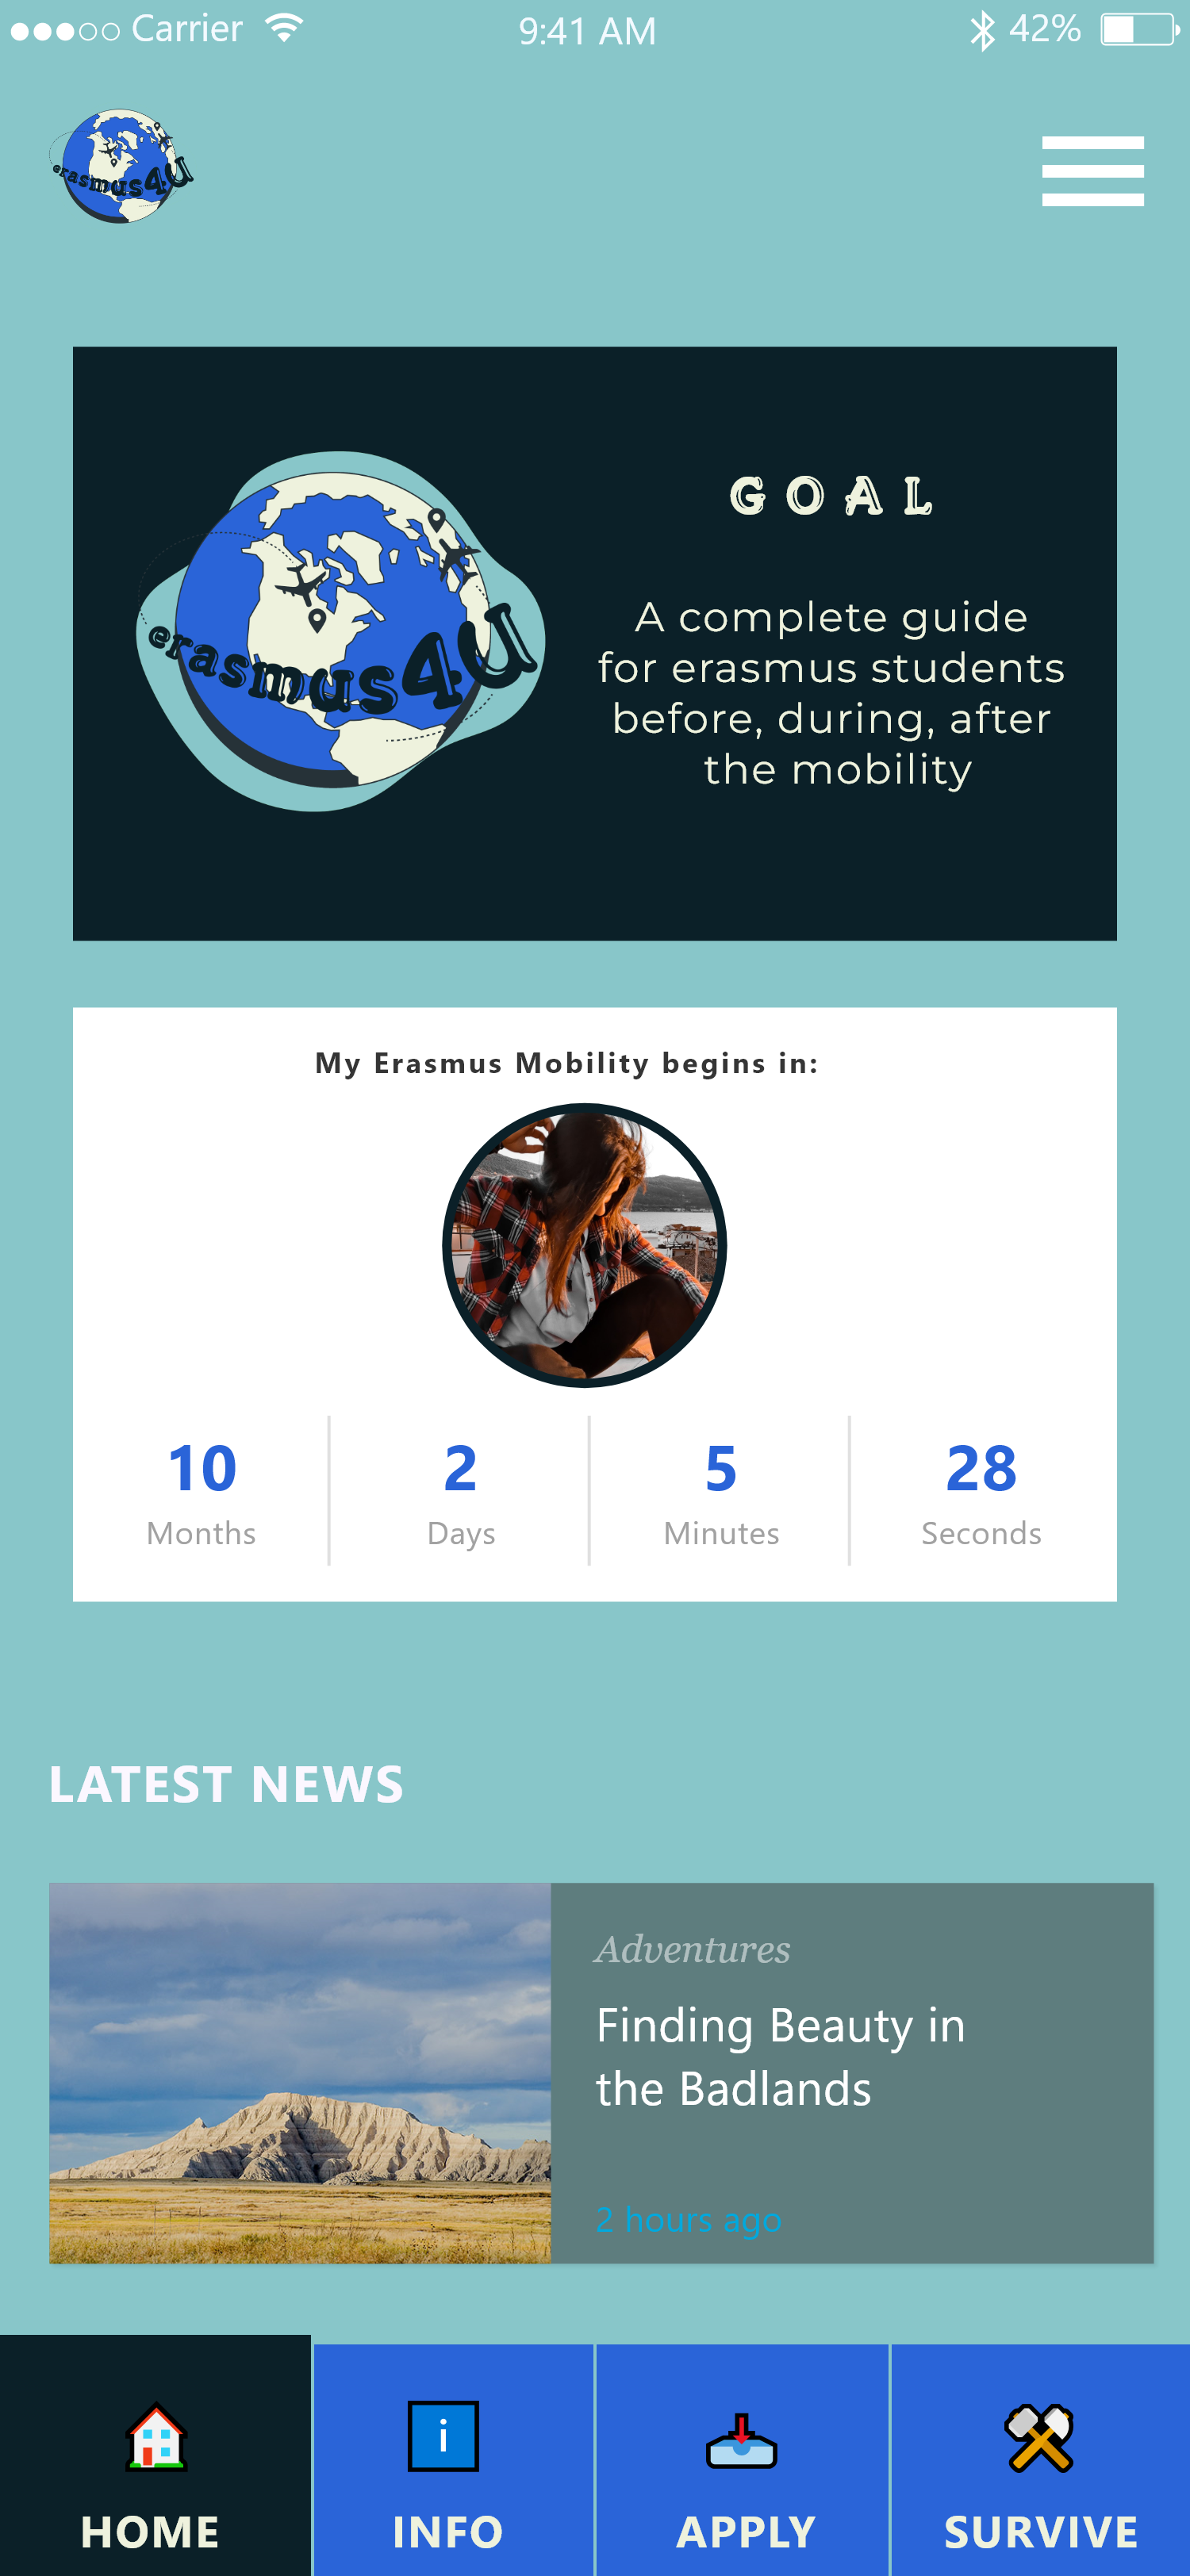 Carrier 9:41 AM 42%
erasmus4U
GOAL
A complete guide
for erasmus students
before, during, after
the mobility
erasmus4U
My Erasmus Mobility begins in:
10 2 5 28
Months Days Minutes Seconds
LATEST NEWS
Adventures
Finding Beauty in
the Badlands
2 hours ago
i
HOME INFO APPLY SURVIVE